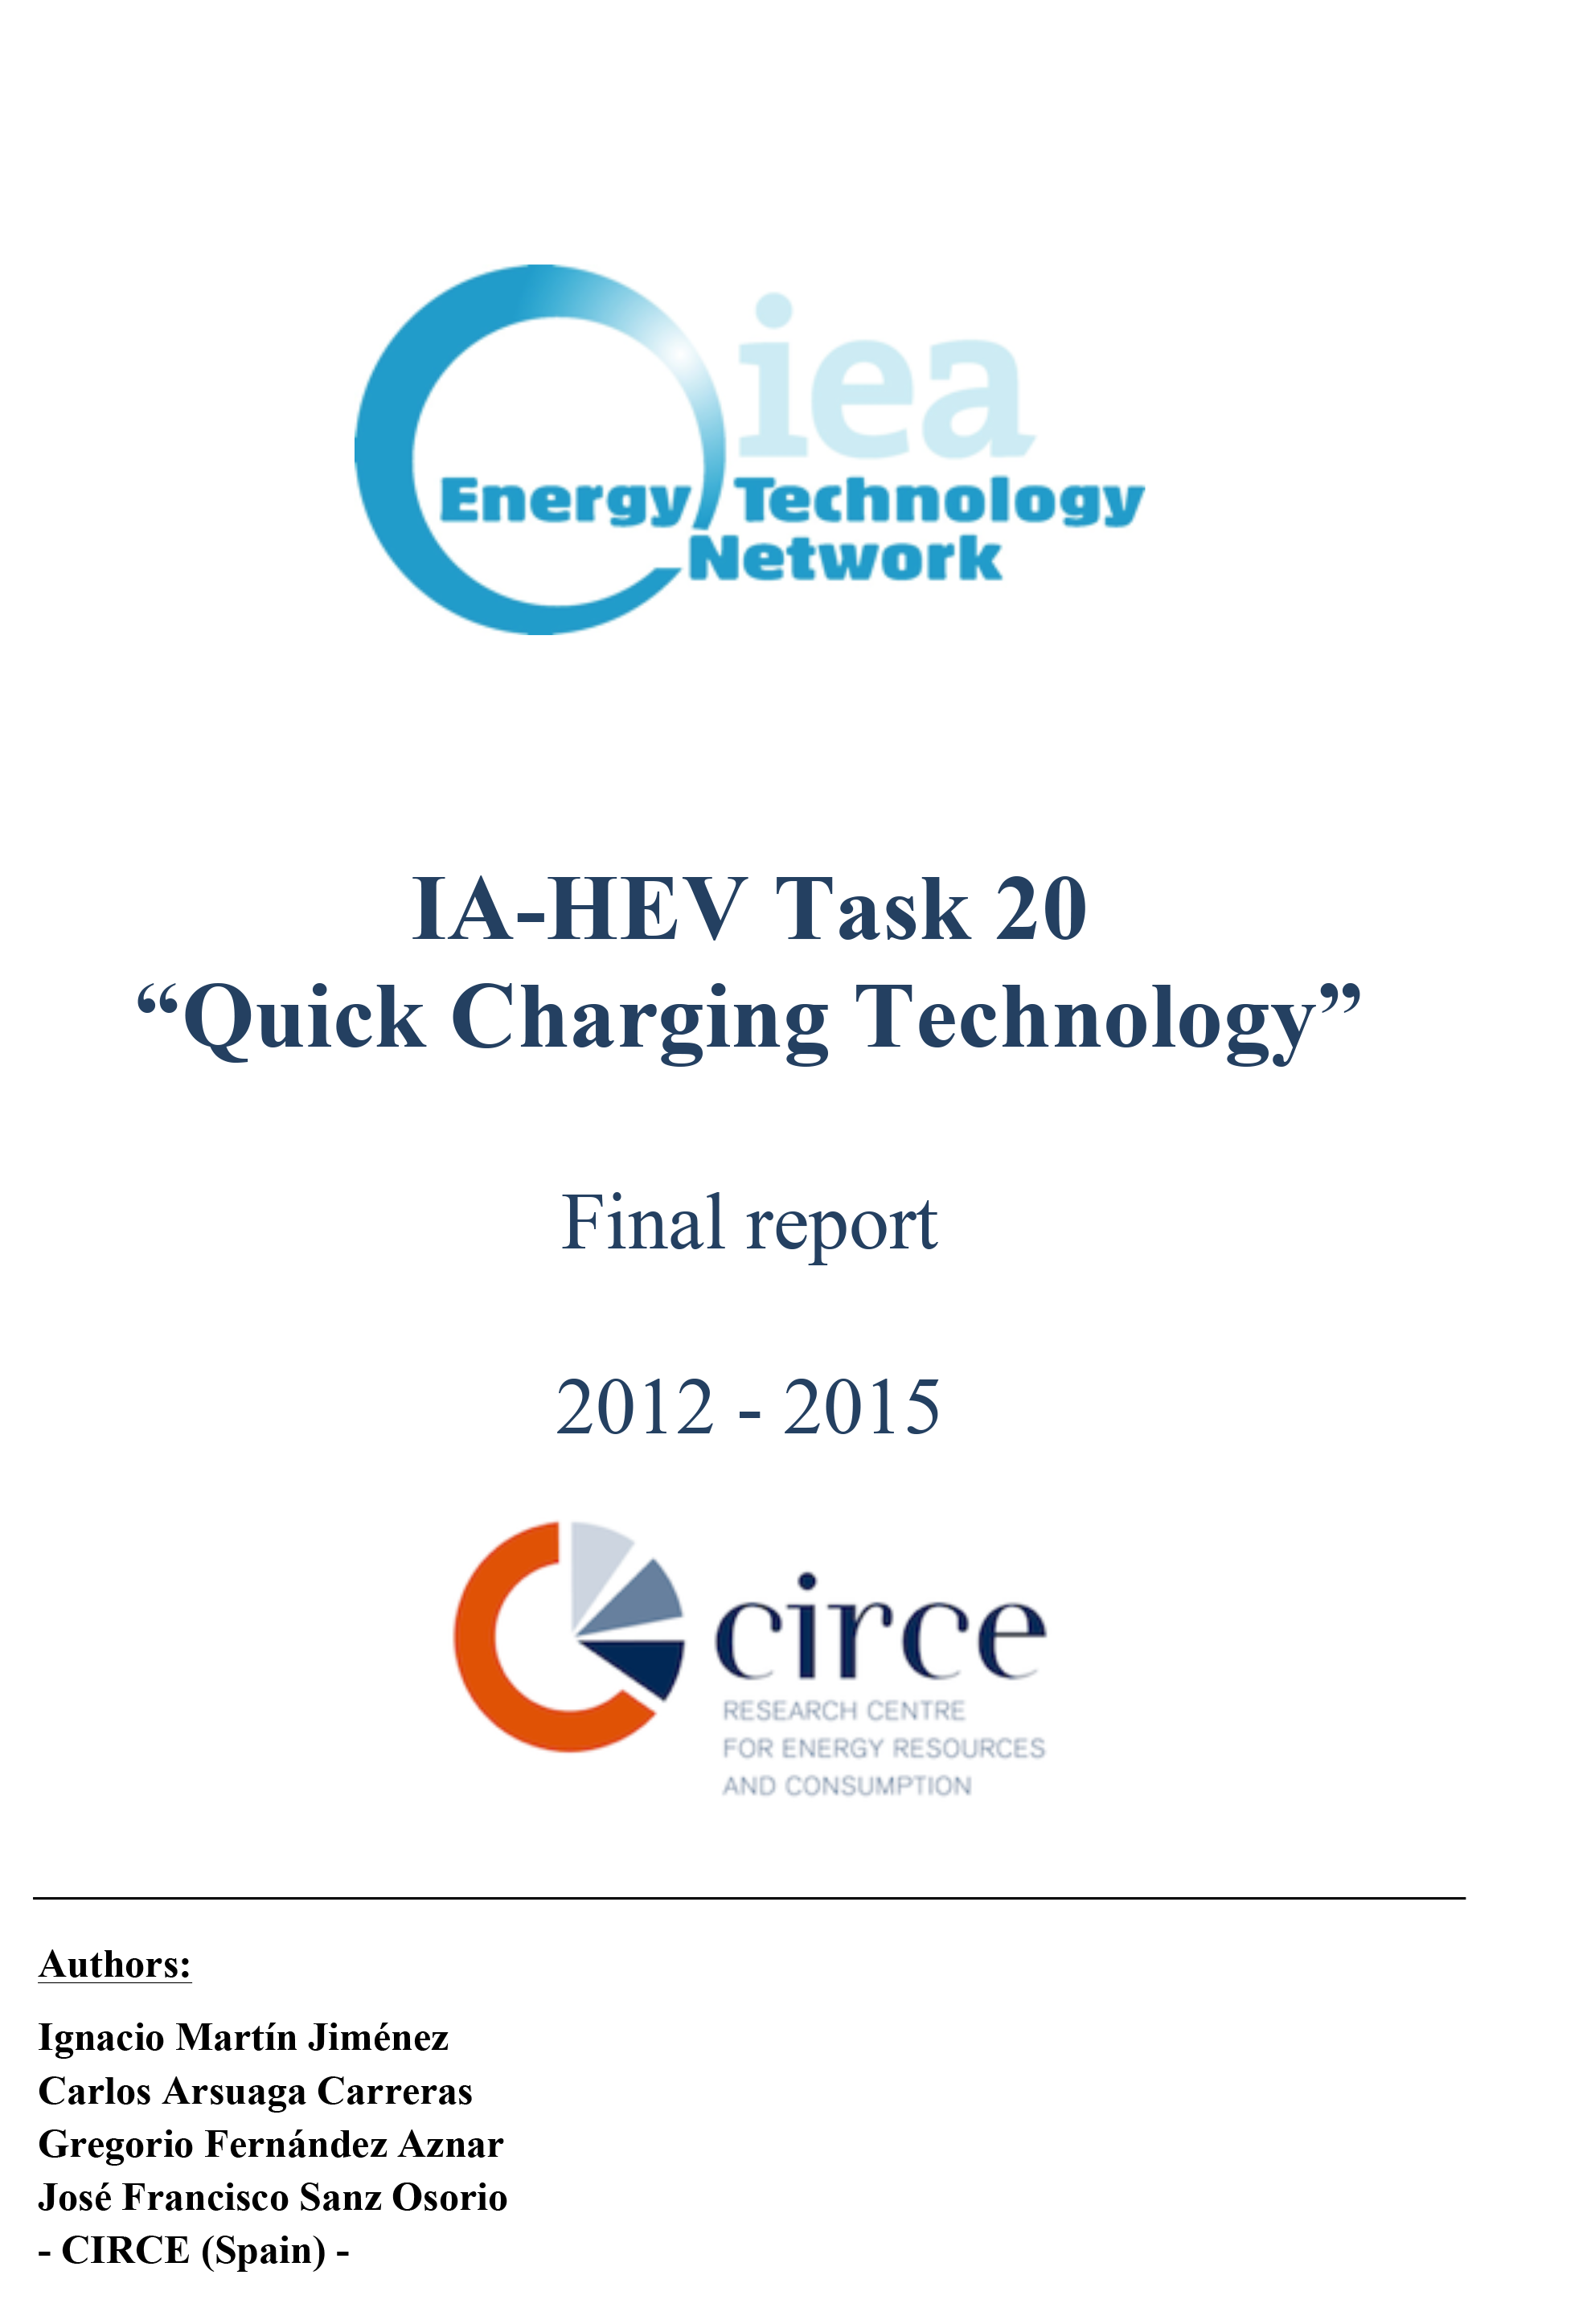 iea
Energy Technology
Network
IA-HEV Task 20
“Quick Charging Technology”
Final report
2012 - 2015
circe
RESEARCH CENTRE
FOR ENERGY RESOURCES
AND CONSUMPTION
Authors:
Ignacio Martín Jiménez
Carlos Arsuaga Carreras
Gregorio Fernández Aznar
José Francisco Sanz Osorio
- CIRCE (Spain) -